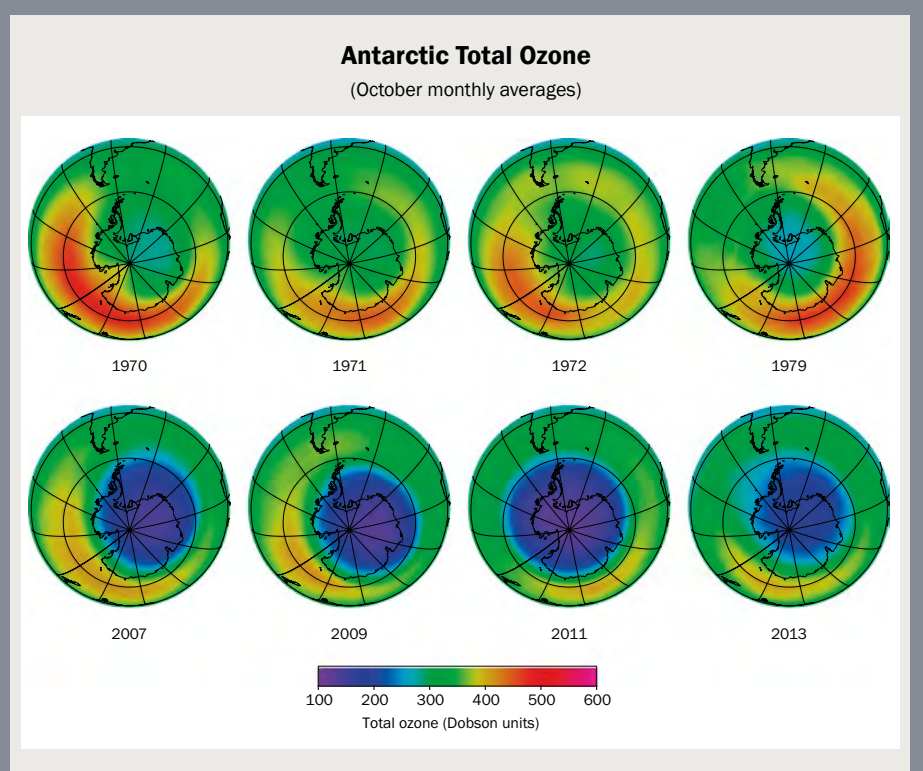 Antarctic Total Ozone
(October monthly averages)
1970 1971 1972 1979
2007 2009 2011 2013
100 200 300 400 500 600
Total ozone (Dobson units)